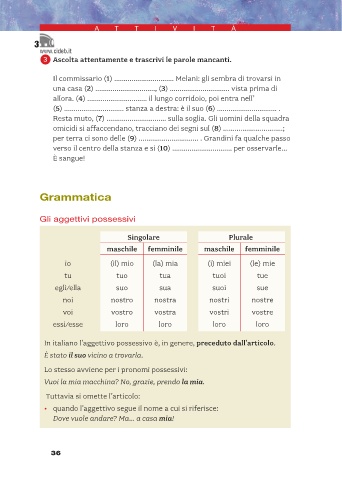 A T T I V I T À
3
www.cideb.it
3 Ascolta attentamente e trascrivi le parole mancanti.
Il commissario (1) .............................. Melani: gli sembra di trovarsi in
una casa (2) .............................., (3) .............................. vista prima di
allora. (4) .............................. il lungo corridoio, poi entra nell'
(5) .............................. stanza a destra: è il suo (6) .............................. .
Resta muto, (7) .............................. sulla soglia. Gli uomini della squadra
omicidi si affaccendano, tracciano dei segni sul (8) ..............................;
per terra ci sono delle (9) .............................. . Grandini fa qualche passo
verso il centro della stanza e si (10) .............................. per osservarle...
È sangue!
Grammatica
Gli aggettivi possessivi
Singolare Plurale
maschile femminile maschile femminile
io (il) mio (la) mia (i) miei (le) mie
tu tuo tua tuoi tue
egli/ella suo sua suoi sue
noi nostro nostra nostri nostre
voi vostro vostra vostri vostre
essi/esse loro loro loro loro
In italiano l'aggettivo possessivo è, in genere, preceduto dall'articolo.
È stato il suo vicino a trovarla.
Lo stesso avviene per i pronomi possessivi:
Vuoi la mia macchina? No, grazie, prendo la mia.
Tuttavia si omette l'articolo:
• quando l'aggettivo segue il nome a cui si riferisce:
Dove vuole andare? Ma... a casa mia!
36